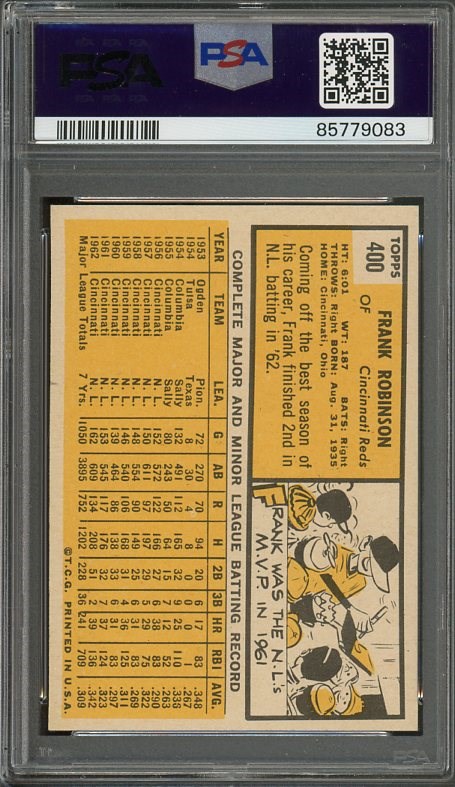 PSA
PSA
85779083
TOPPS
400
FRANK ROBINSON
Cincinnati Reds
OF
HT: 6:01 WT: 187 BATS: Right
THROWS: Right BORN: Aug. 31, 1935
HOME: Cincinnati, Ohio
Coming off the best season of
his career, Frank finished 2nd in
N.L. batting in '62.
FRANK WAS THE N.L.'s
M.V.P. IN 1961
COMPLETE MAJOR AND MINOR LEAGUE BATTING RECORD
YEAR TEAM LEA. G AB R H 2B 3B HR RBI AVG.
1953 Ogden Pion. 72 270 70 94 20 6 17 83 .348
1954 Tulsa Texas 8 30 4 8 0 0 0 1 .267
1954 Columbia Sally 132 491 112 165 32 9 25 110 .336
1955 Columbia Sally 80 243 50 64 15 7 12 52 .263
1956 Cincinnati N. L. 152 572 122 166 27 6 38 83 .290
1957 Cincinnati N. L. 150 611 97 197 29 5 29 75 .322
1958 Cincinnati N. L. 148 554 90 149 25 6 31 83 .269
1959 Cincinnati N. L. 146 540 106 168 31 4 36 125 .311
1960 Cincinnati N. L. 139 464 86 138 33 6 31 83 .297
1961 Cincinnati N. L. 153 545 117 176 32 7 37 124 .323
1962 Cincinnati N. L. 162 609 134 208 51 2 39 136 .342
Major League Totals 7 Yrs. 1050 3895 752 1202 228 36 241 709 .309
©T.C.G. PRINTED IN U.S.A.